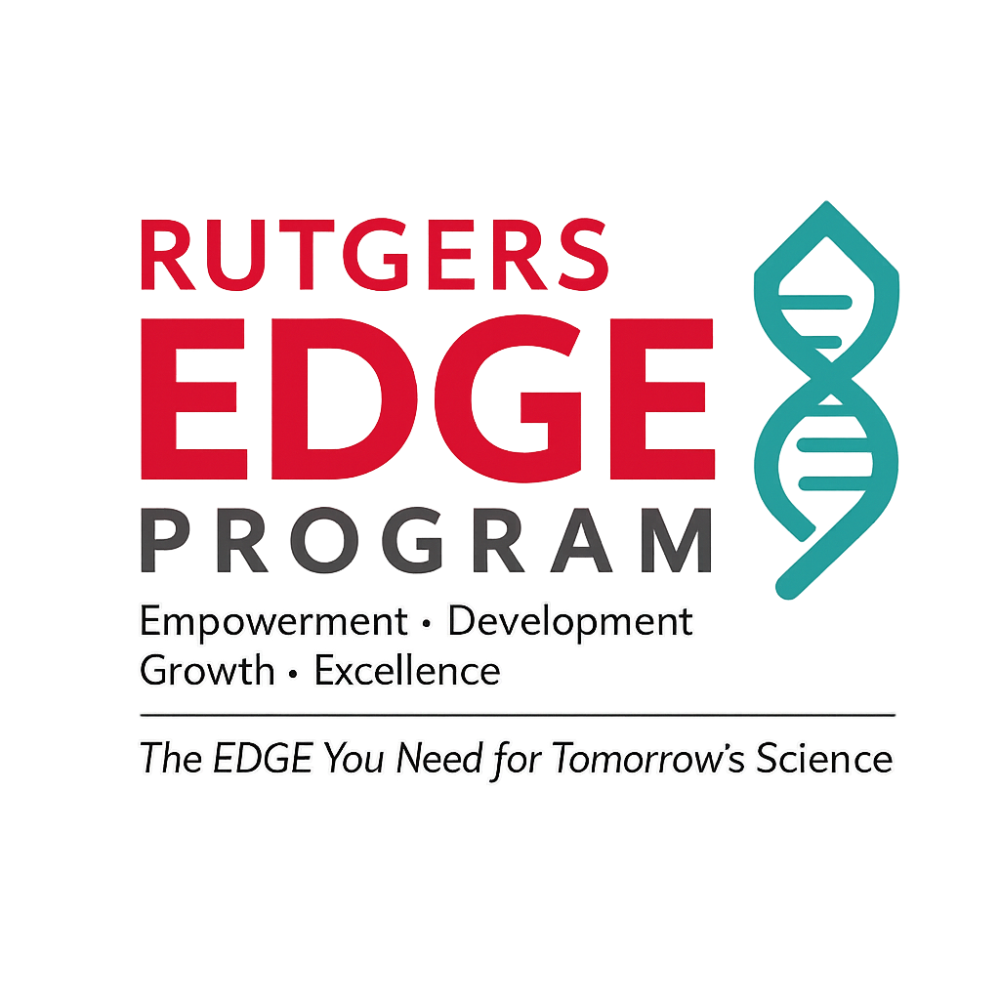 RUTGERS
EDGE
PROGRAM
Empowerment • Development
Growth • Excellence
The EDGE You Need for Tomorrow's Science